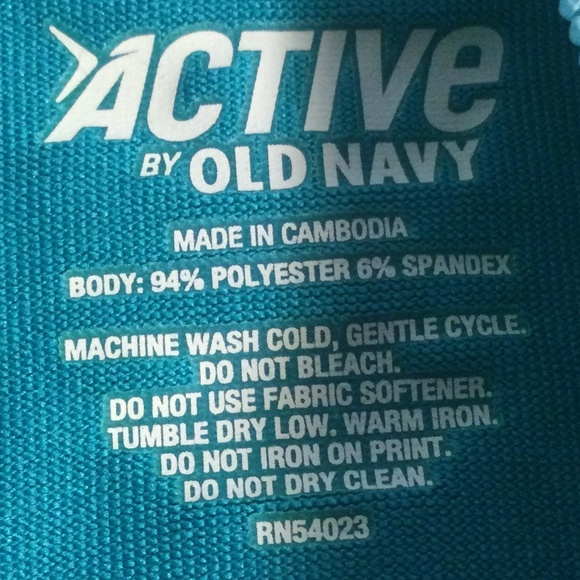 ACTIVe
BY OLD NAVY
MADE IN CAMBODIA
BODY: 94% POLYESTER 6% SPANDEX
MACHINE WASH COLD, GENTLE CYCLE.
DO NOT BLEACH.
DO NOT USE FABRIC SOFTENER.
TUMBLE DRY LOW. WARM IRON.
DO NOT IRON ON PRINT.
DO NOT DRY CLEAN.
RN54023